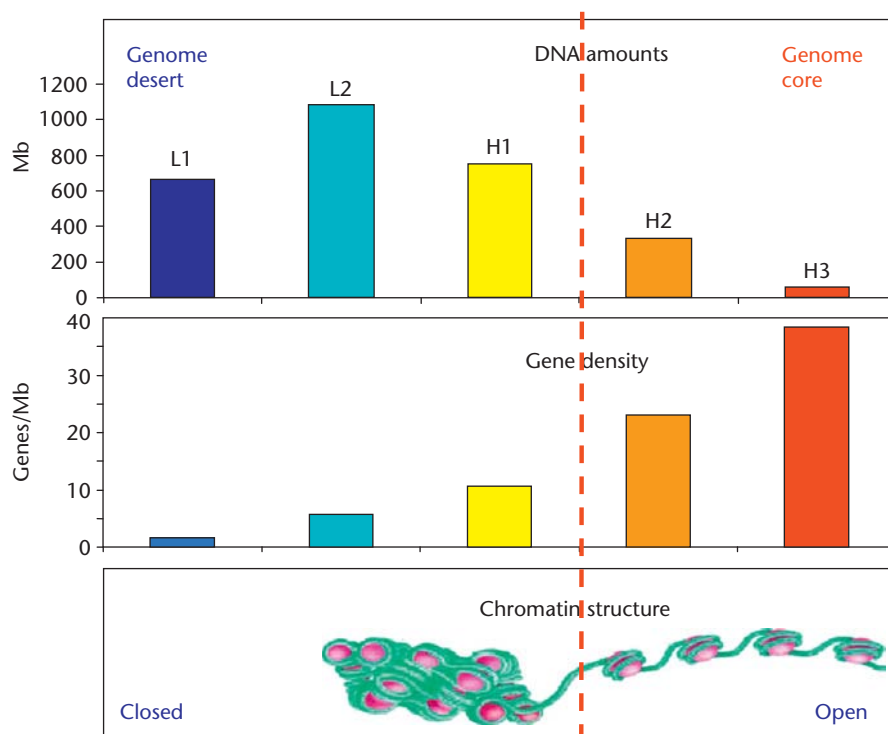 Genome
desert
DNA amounts
Genome
core
Mb
1200
1000
800
600
400
200
0
L1
L2
H1
H2
H3
Gene density
Genes/Mb
40
30
20
10
0
Chromatin structure
Closed
Open